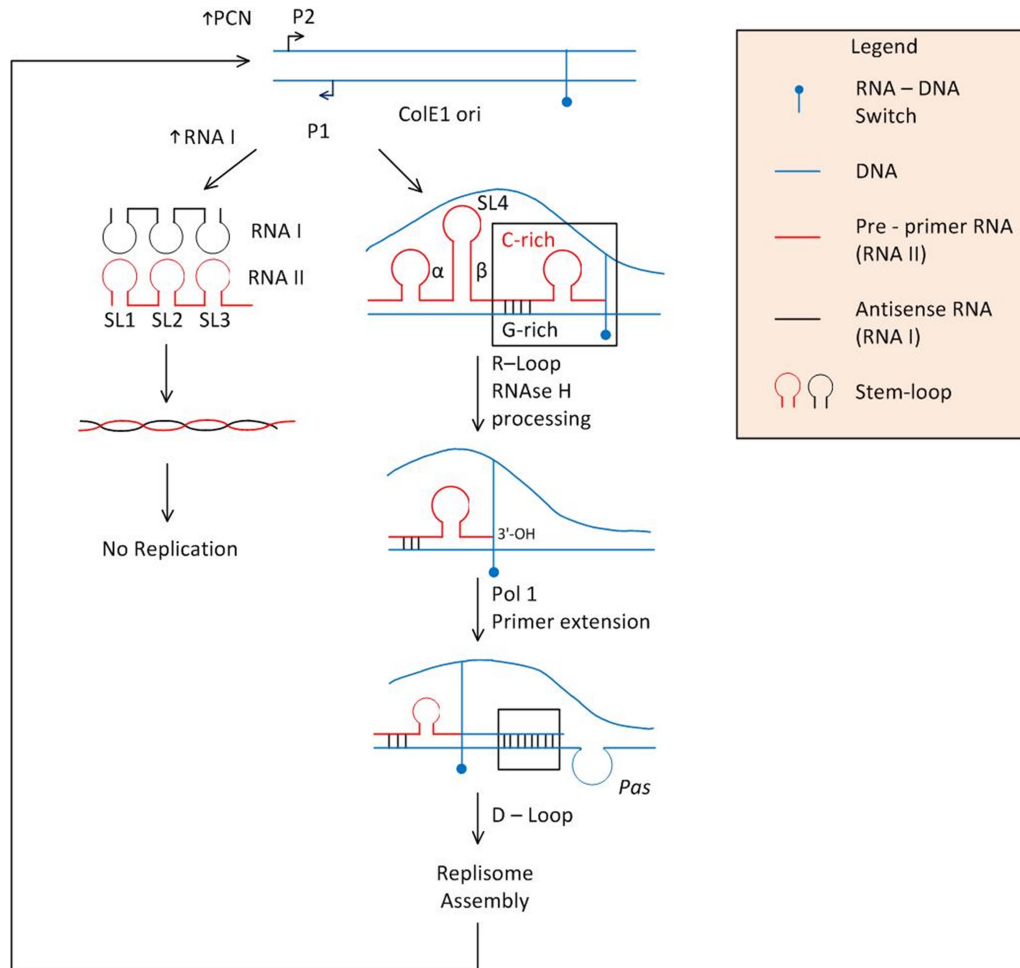 ↑PCN
P2
P1
ColE1 ori
↑RNA I
RNA I
RNA II
SL1 SL2 SL3
No Replication
SL4
α
β
C-rich
G-rich
R–Loop
RNAse H
processing
3'-OH
Pol 1
Primer extension
Pas
D – Loop
Replisome
Assembly
Legend
RNA – DNA
Switch
DNA
Pre - primer RNA
(RNA II)
Antisense RNA
(RNA I)
Stem-loop